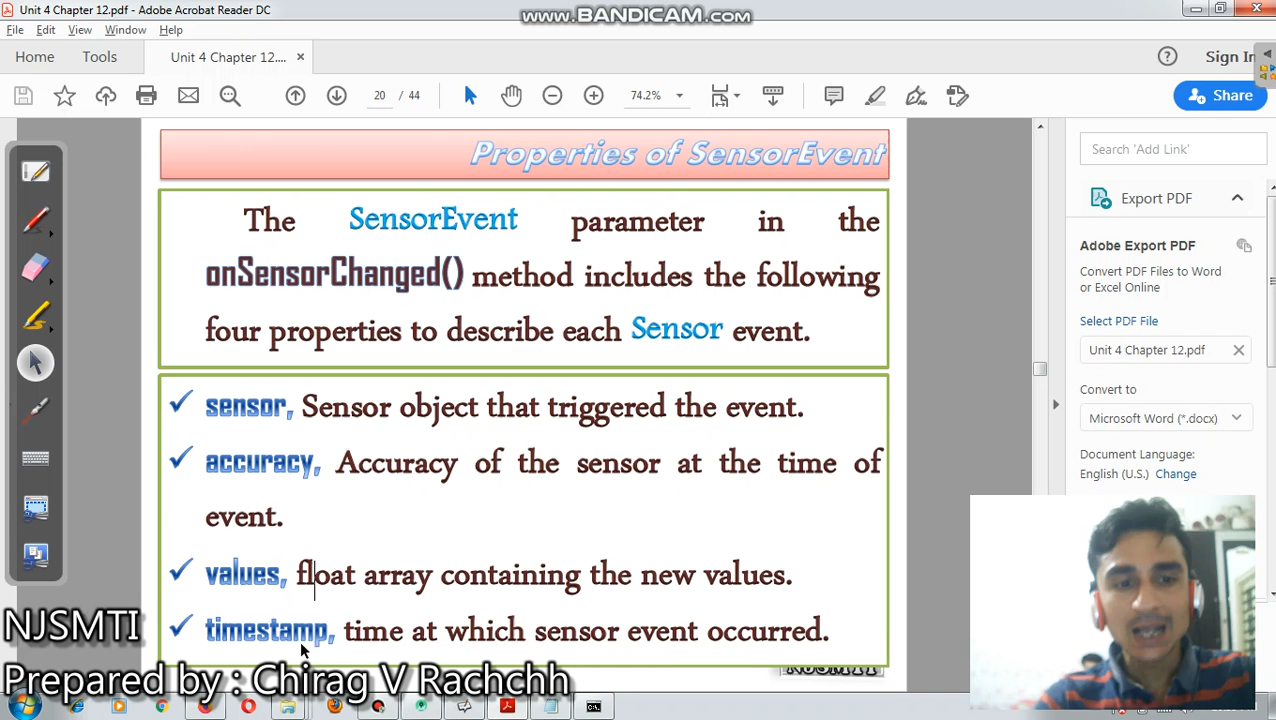 Unit 4 Chapter 12.pdf - Adobe Acrobat Reader DC
www.BANDICAM.com
File Edit View Window Help
Home Tools Unit 4 Chapter 12.... × Sign In
20 / 44 74.2% Share
Properties of SensorEvent
The SensorEvent parameter in the
onSensorChanged() method includes the following
four properties to describe each Sensor event.
✓ sensor, Sensor object that triggered the event.
✓ accuracy, Accuracy of the sensor at the time of
event.
✓ values, float array containing the new values.
✓ timestamp, time at which sensor event occurred.
NJSMTI
Search 'Add Link'
Export PDF
Adobe Export PDF
Convert PDF Files to Word
or Excel Online
Select PDF File
Unit 4 Chapter 12.pdf
Convert to
Microsoft Word (*.docx)
Document Language:
English (U.S.) Change
NJSMTI
Prepared by : Chirag V Rachchh